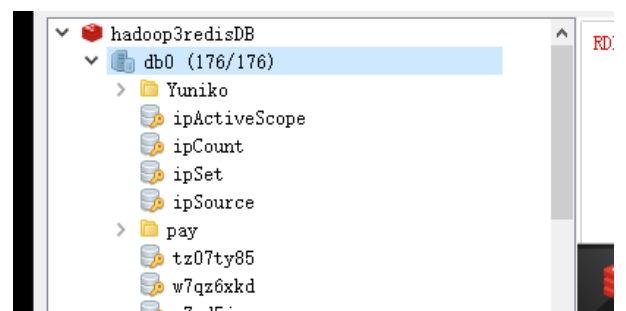 hadoop3redisDB
db0 (176/176)
Yuniko
ipActiveScope
ipCount
ipSet
ipSource
pay
tz07ty85
w7qz6xkd